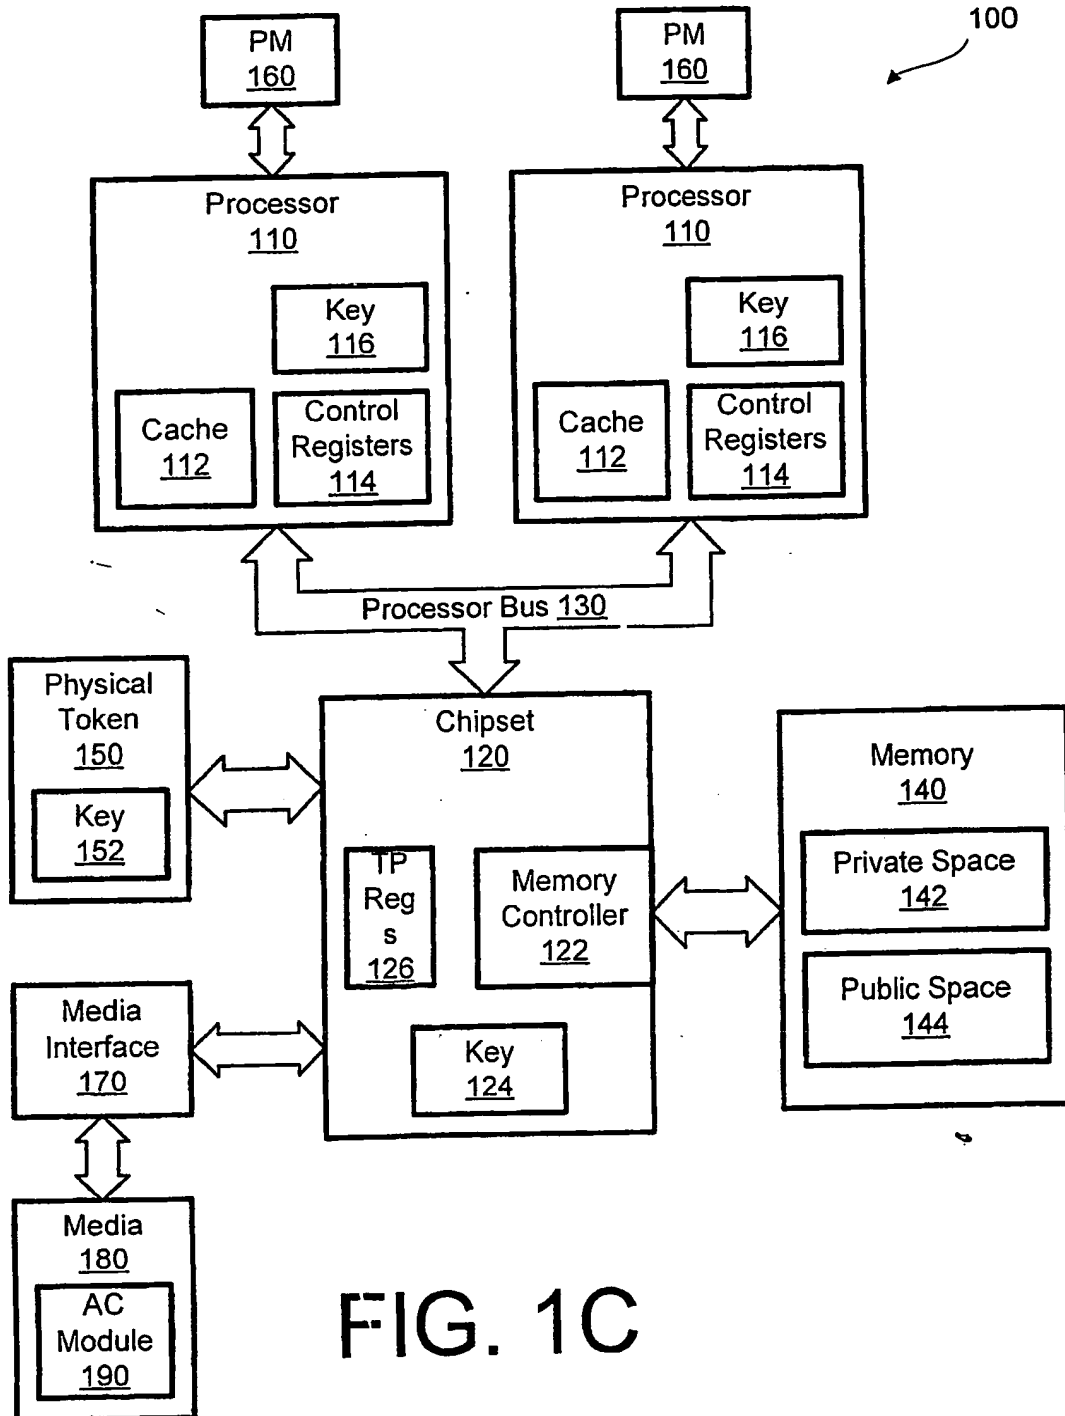 100
PM
160
PM
160
Processor
110
Key
116
Cache
112
Control
Registers
114
Processor
110
Key
116
Cache
112
Control
Registers
114
Processor Bus 130
Physical
Token
150
Key
152
Chipset
120
TP
Reg
s
126
Memory
Controller
122
Key
124
Memory
140
Private Space
142
Public Space
144
Media
Interface
170
Media
180
AC
Module
190
FIG. 1C